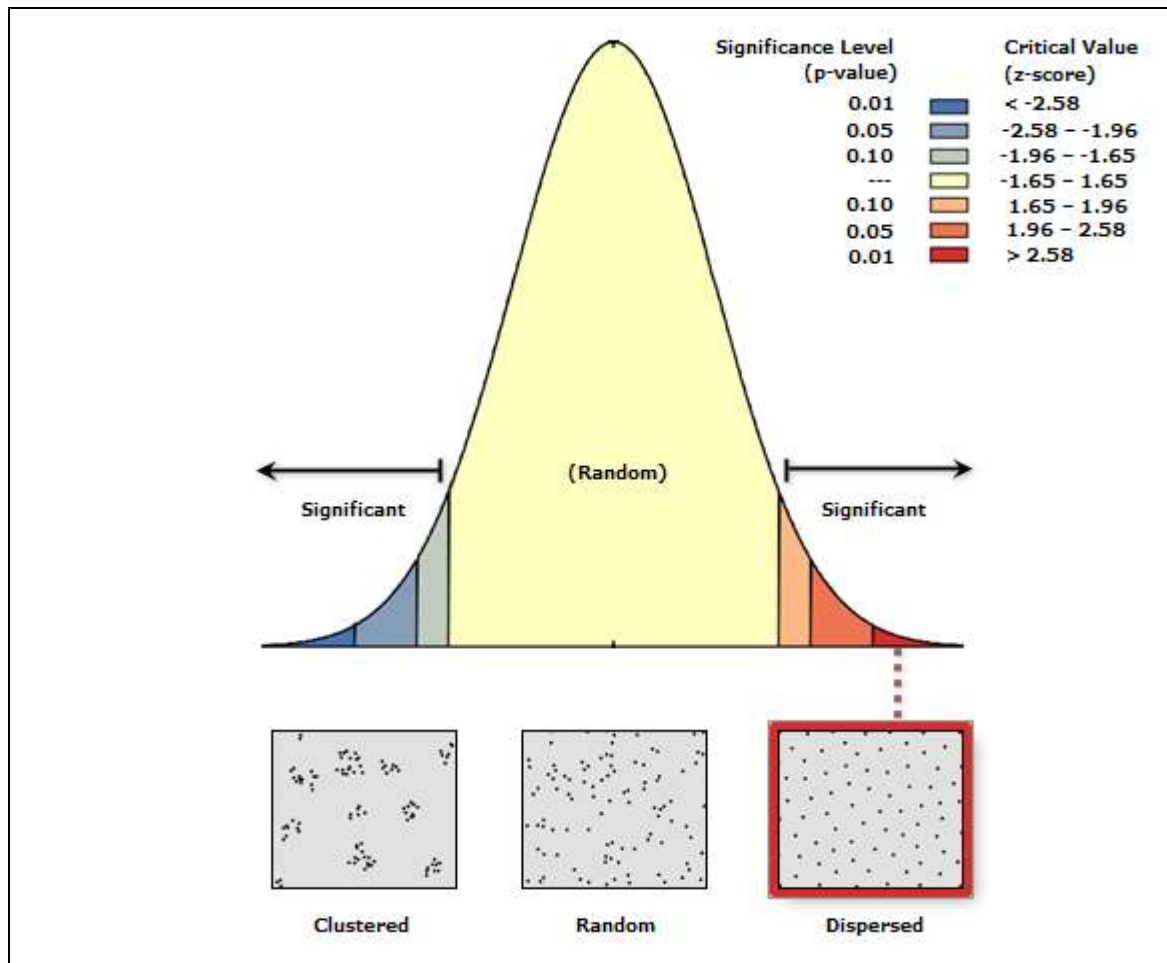 Significance Level (p-value) Critical Value (z-score)
0.01 < -2.58
0.05 -2.58 – -1.96
0.10 -1.96 – -1.65
--- -1.65 – 1.65
0.10 1.65 – 1.96
0.05 1.96 – 2.58
0.01 > 2.58
(Random)
Significant Significant
Clustered Random Dispersed